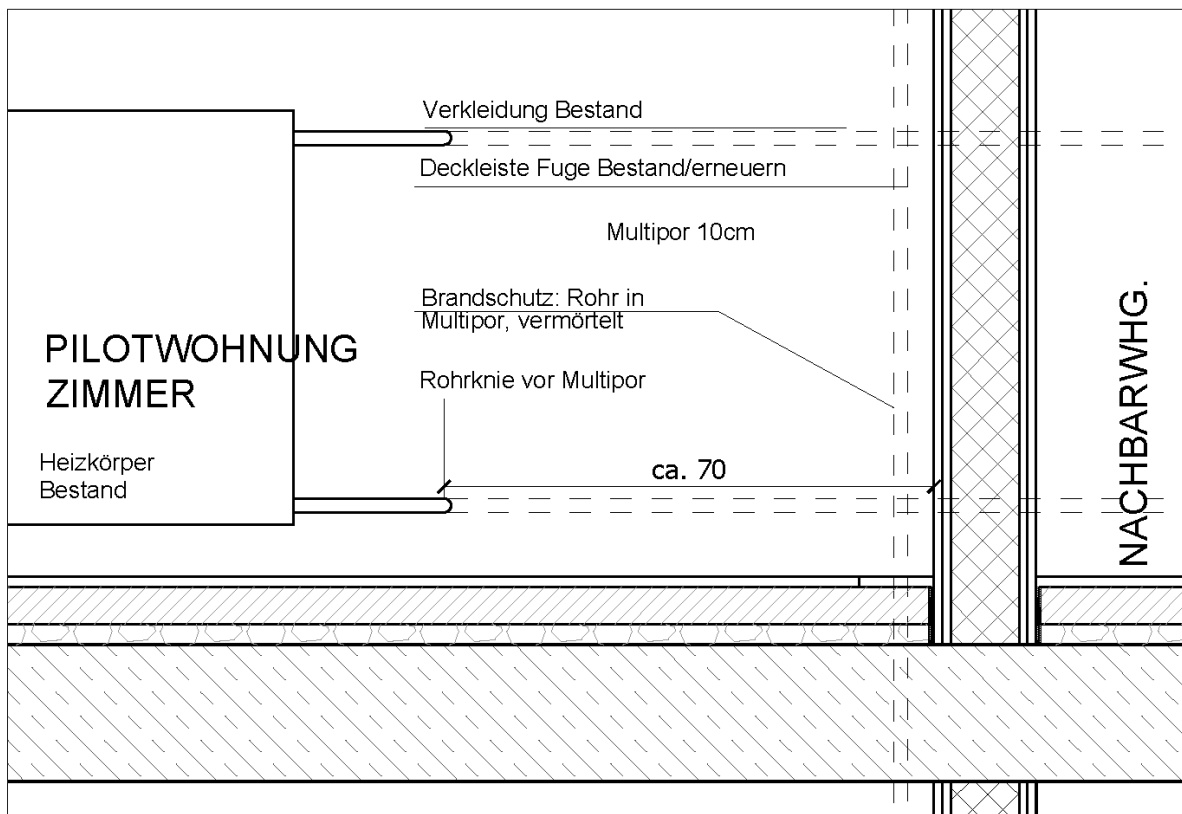 Verkleidung Bestand
Deckleiste Fuge Bestand/erneuern
Multipor 10cm
Brandschutz: Rohr in
Multipor, vermörtelt
PILOTWOHNUNG
ZIMMER
Rohrknie vor Multipor
Heizkörper
Bestand
ca. 70
NACHBARWHG.